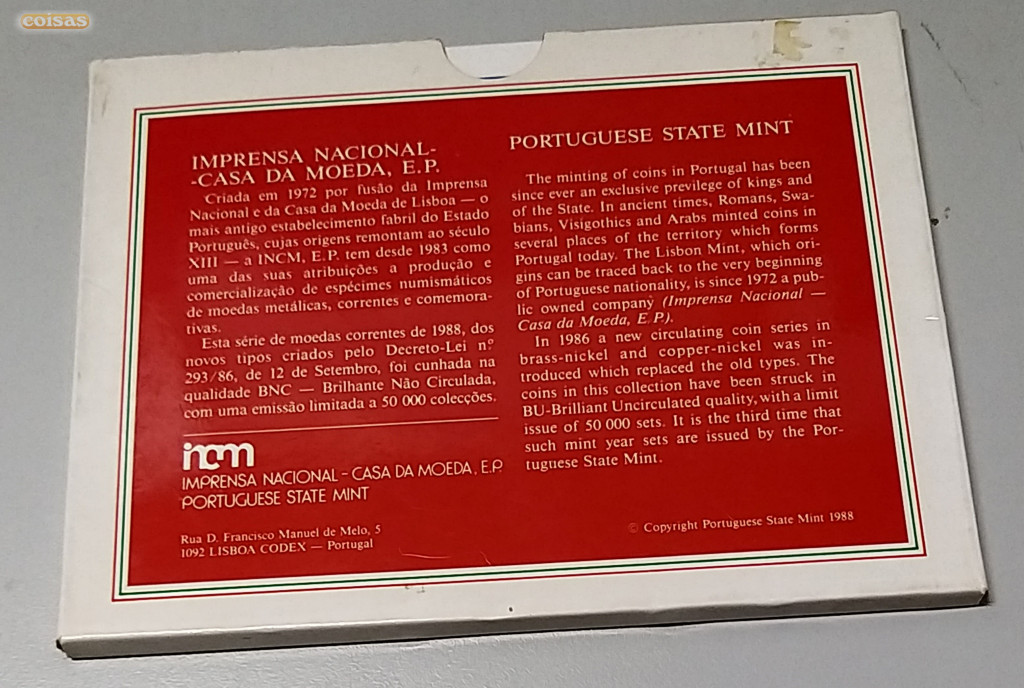 coisas
IMPRENSA NACIONAL-
-CASA DA MOEDA, E.P.
Criada em 1972 por fusão da Imprensa
Nacional e da Casa da Moeda de Lisboa — o
mais antigo estabelecimento fabril do Estado
Português, cujas origens remontam ao século
XIII — a INCM, E.P. tem desde 1983 como
uma das suas atribuições a produção e
comercialização de espécimes numismáticos
de moedas metálicas, correntes e comemora-
tivas.
Esta série de moedas correntes de 1988, dos
novos tipos criados pelo Decreto-Lei n.º
293/86, de 12 de Setembro, foi cunhada na
qualidade BNC — Brilhante Não Circulada,
com uma emissão limitada a 50 000 colecções.
incm
IMPRENSA NACIONAL - CASA DA MOEDA, E.P.
PORTUGUESE STATE MINT
Rua D. Francisco Manuel de Melo, 5
1092 LISBOA CODEX — Portugal
PORTUGUESE STATE MINT
The minting of coins in Portugal has been
since ever an exclusive previlege of kings and
of the State. In ancient times, Romans, Swa-
bians, Visigothics and Arabs minted coins in
several places of the territory which forms
Portugal today. The Lisbon Mint, which ori-
gins can be traced back to the very beginning
of Portuguese nationality, is since 1972 a pub-
lic owned company (Imprensa Nacional —
Casa da Moeda, E.P.).
In 1986 a new circulating coin series in
brass-nickel and copper-nickel was in-
troduced which replaced the old types. The
coins in this collection have been struck in
BU-Brilliant Uncirculated quality, with a limit
issue of 50 000 sets. It is the third time that
such mint year sets are issued by the Por-
tuguese State Mint.
© Copyright Portuguese State Mint 1988